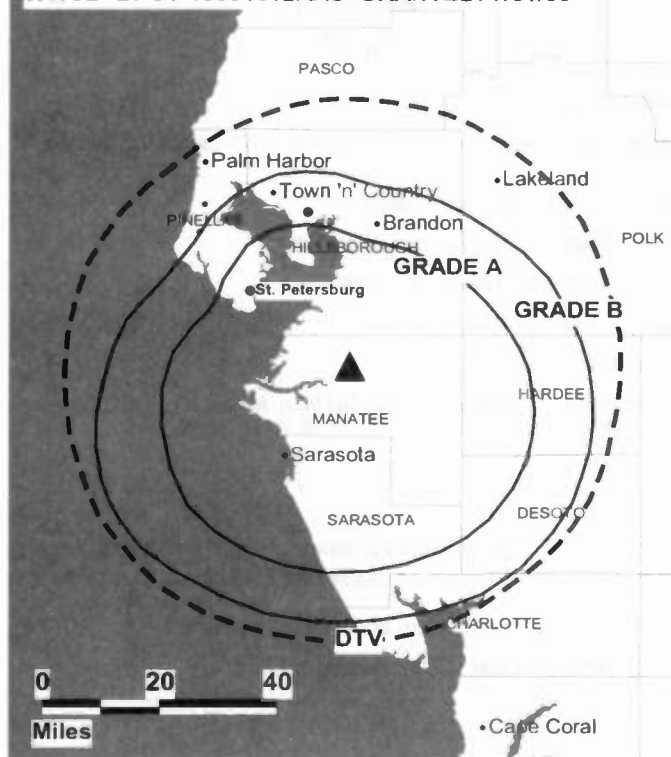 PASCO
Palm Harbor
Town 'n' Country
Lakeland
Brandon
POLK
HILLSBOROUGH
GRADE A
St. Petersburg
GRADE B
HARDEE
MANATEE
Sarasota
SARASOTA
DESOTO
CHARLOTTE
DTV
0 20 40
Miles
Cape Coral